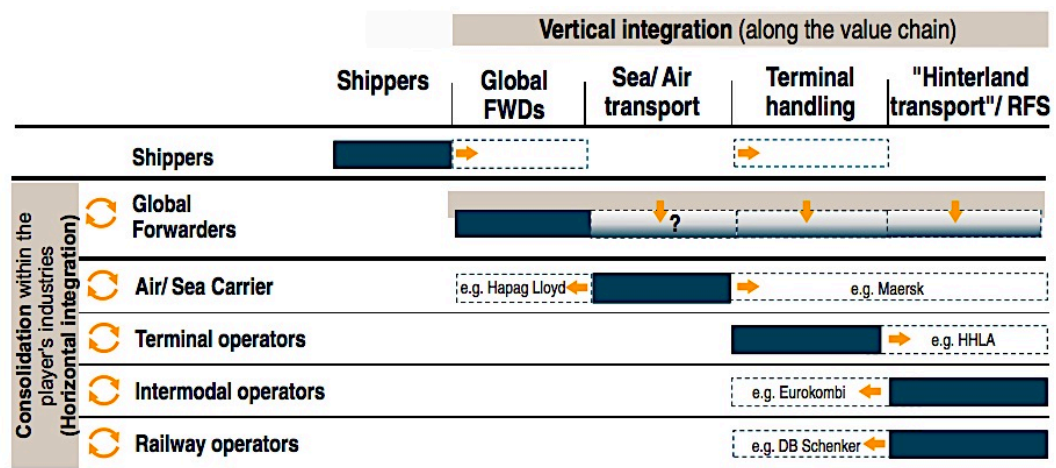 Vertical integration (along the value chain)
Shippers
Global
FWDs
Sea/ Air
transport
Terminal
handling
"Hinterland
transport"/ RFS
Consolidation within the
player's industries
(Horizontal integration)
Shippers
Global
Forwarders
?
Air/ Sea Carrier
e.g. Hapag Lloyd
e.g. Maersk
Terminal operators
e.g. HHLA
Intermodal operators
e.g. Eurokombi
Railway operators
e.g. DB Schenker